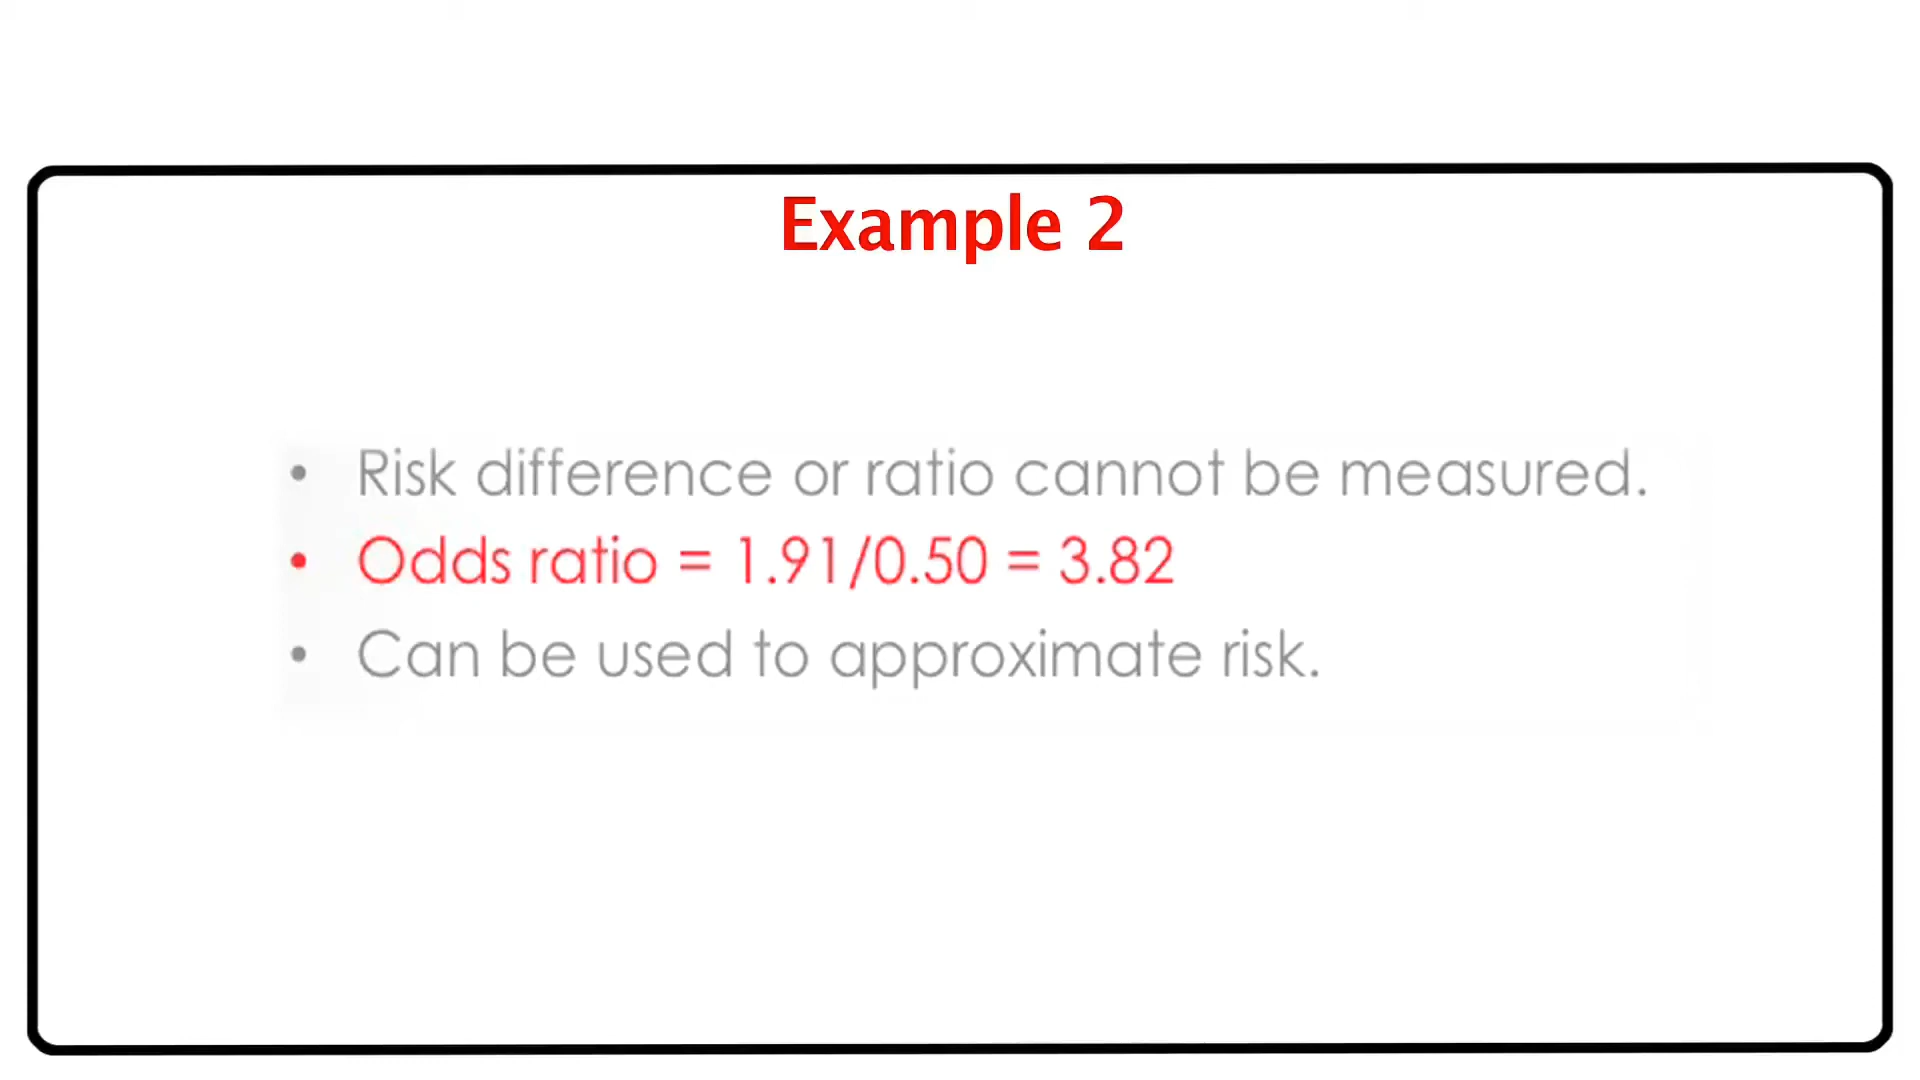 Example 2
• Risk difference or ratio cannot be measured.
• Odds ratio = 1.91/0.50 = 3.82
• Can be used to approximate risk.